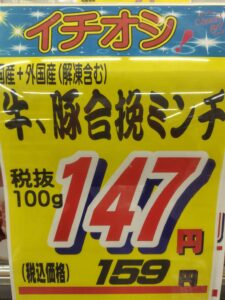 イチオシ!
国産+外国産(解凍含む)
牛、豚合挽ミンチ
税抜
100g
147円
(税込価格) 159円